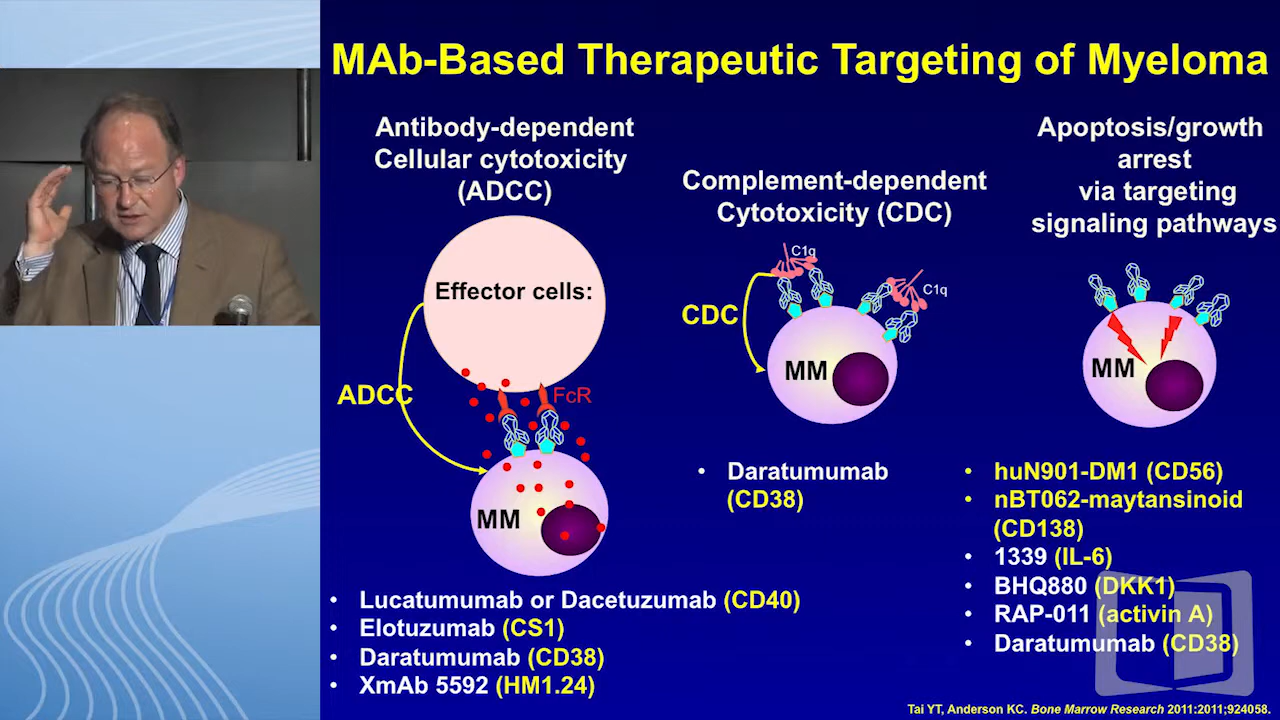 MAb-Based Therapeutic Targeting of Myeloma
Antibody-dependent
Cellular cytotoxicity
(ADCC)
Effector cells:
ADCC
FcR
MM
• Lucatumumab or Dacetuzumab (CD40)
• Elotuzumab (CS1)
• Daratumumab (CD38)
• XmAb 5592 (HM1.24)
Complement-dependent
Cytotoxicity (CDC)
C1q
C1q
CDC
MM
• Daratumumab
(CD38)
Apoptosis/growth
arrest
via targeting
signaling pathways
MM
• huN901-DM1 (CD56)
• nBT062-maytansinoid
(CD138)
• 1339 (IL-6)
• BHQ880 (DKK1)
• RAP-011 (activin A)
• Daratumumab (CD38)
Tai YT, Anderson KC. Bone Marrow Research 2011:2011;924058.